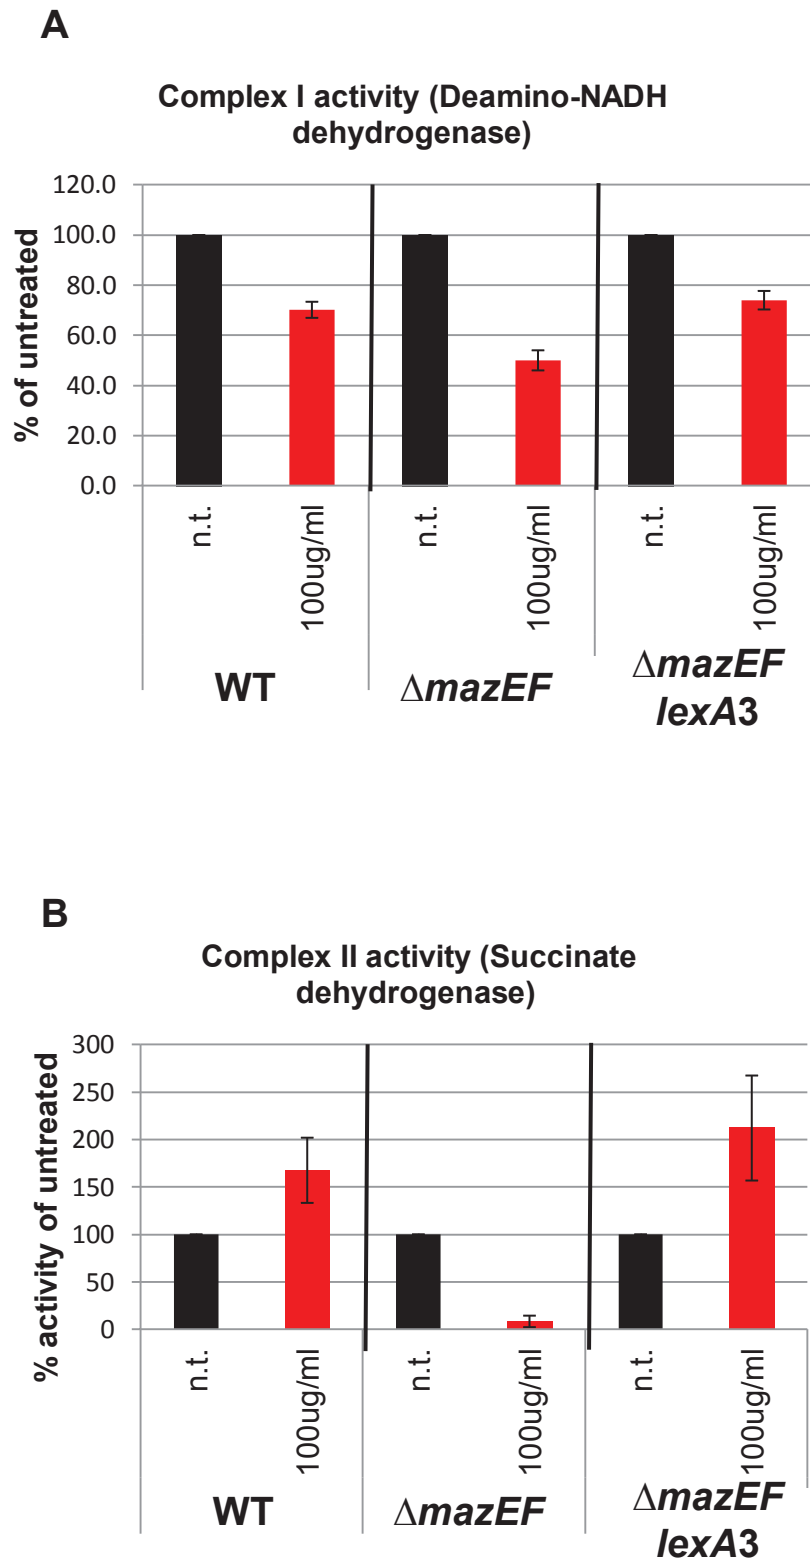 A
Complex I activity (Deamino-NADH
dehydrogenase)
% of untreated
120.0
100.0
80.0
60.0
40.0
20.0
0.0
n.t.
100ug/ml
n.t.
100ug/ml
n.t.
100ug/ml
WT
ΔmazEF
ΔmazEF
lexA3
B
Complex II activity (Succinate
dehydrogenase)
% activity of untreated
300
250
200
150
100
50
0
n.t.
100ug/ml
n.t.
100ug/ml
n.t.
100ug/ml
WT
ΔmazEF
ΔmazEF
lexA3